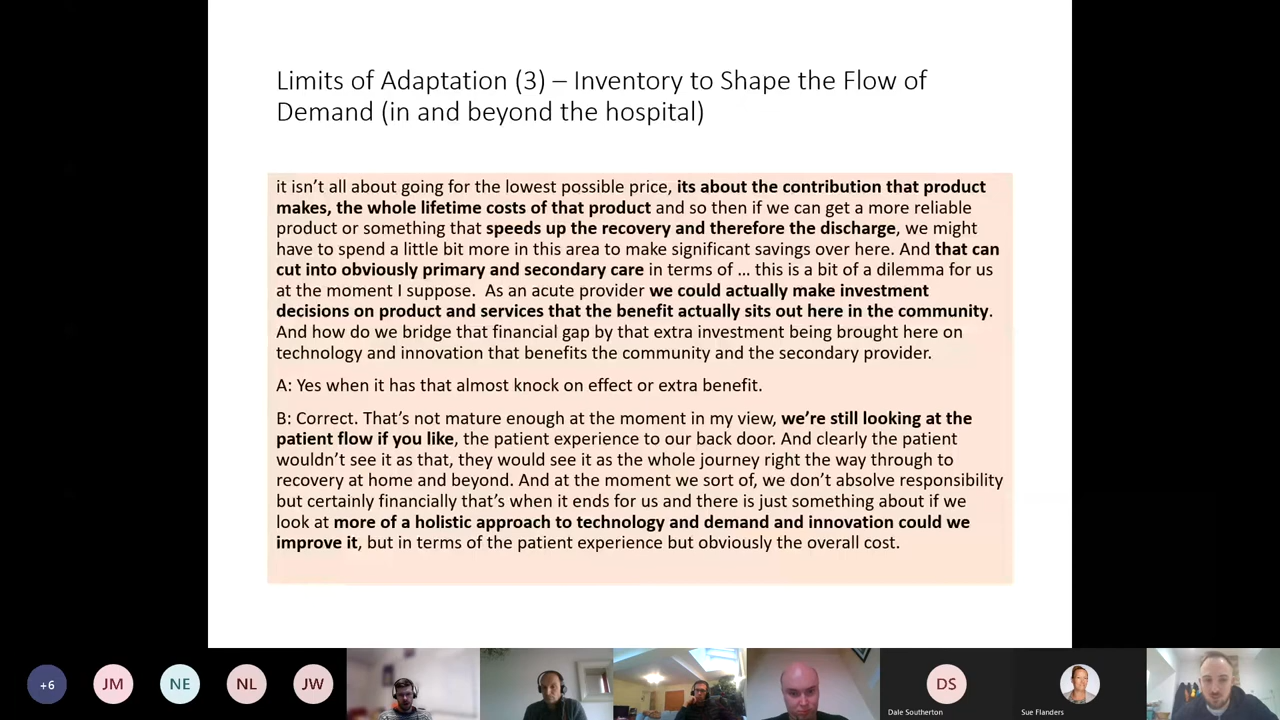 Limits of Adaptation (3) – Inventory to Shape the Flow of
Demand (in and beyond the hospital)
it isn’t all about going for the lowest possible price, its about the contribution that product
makes, the whole lifetime costs of that product and so then if we can get a more reliable
product or something that speeds up the recovery and therefore the discharge, we might
have to spend a little bit more in this area to make significant savings over here. And that can
cut into obviously primary and secondary care in terms of … this is a bit of a dilemma for us
at the moment I suppose.  As an acute provider we could actually make investment
decisions on product and services that the benefit actually sits out here in the community.
And how do we bridge that financial gap by that extra investment being brought here on
technology and innovation that benefits the community and the secondary provider.
A: Yes when it has that almost knock on effect or extra benefit.
B: Correct. That’s not mature enough at the moment in my view, we’re still looking at the
patient flow if you like, the patient experience to our back door. And clearly the patient
wouldn’t see it as that, they would see it as the whole journey right the way through to
recovery at home and beyond. And at the moment we sort of, we don’t absolve responsibility
but certainly financially that’s when it ends for us and there is just something about if we
look at more of a holistic approach to technology and demand and innovation could we
improve it, but in terms of the patient experience but obviously the overall cost.
+6
JM
NE
NL
JW
DS
Dale Southerton
Sue Flanders